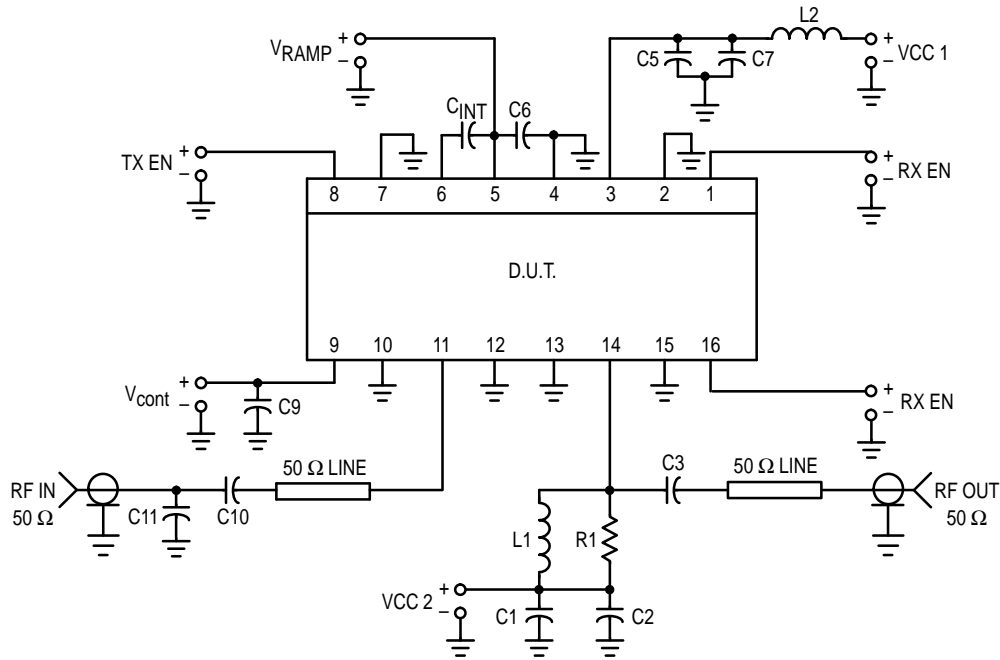 L2
VRAMP
+
–
+
–
VCC 1
C5
C7
CINT
C6
TX EN
+
–
+
–
RX EN
8
7
6
5
4
3
2
1
D.U.T.
9
10
11
12
13
14
15
16
Vcont
+
–
C9
+
–
RX EN
RF IN
50 Ω
50 Ω LINE
C11
C10
C3
50 Ω LINE
RF OUT
50 Ω
L1
R1
VCC 2
+
–
C1
C2